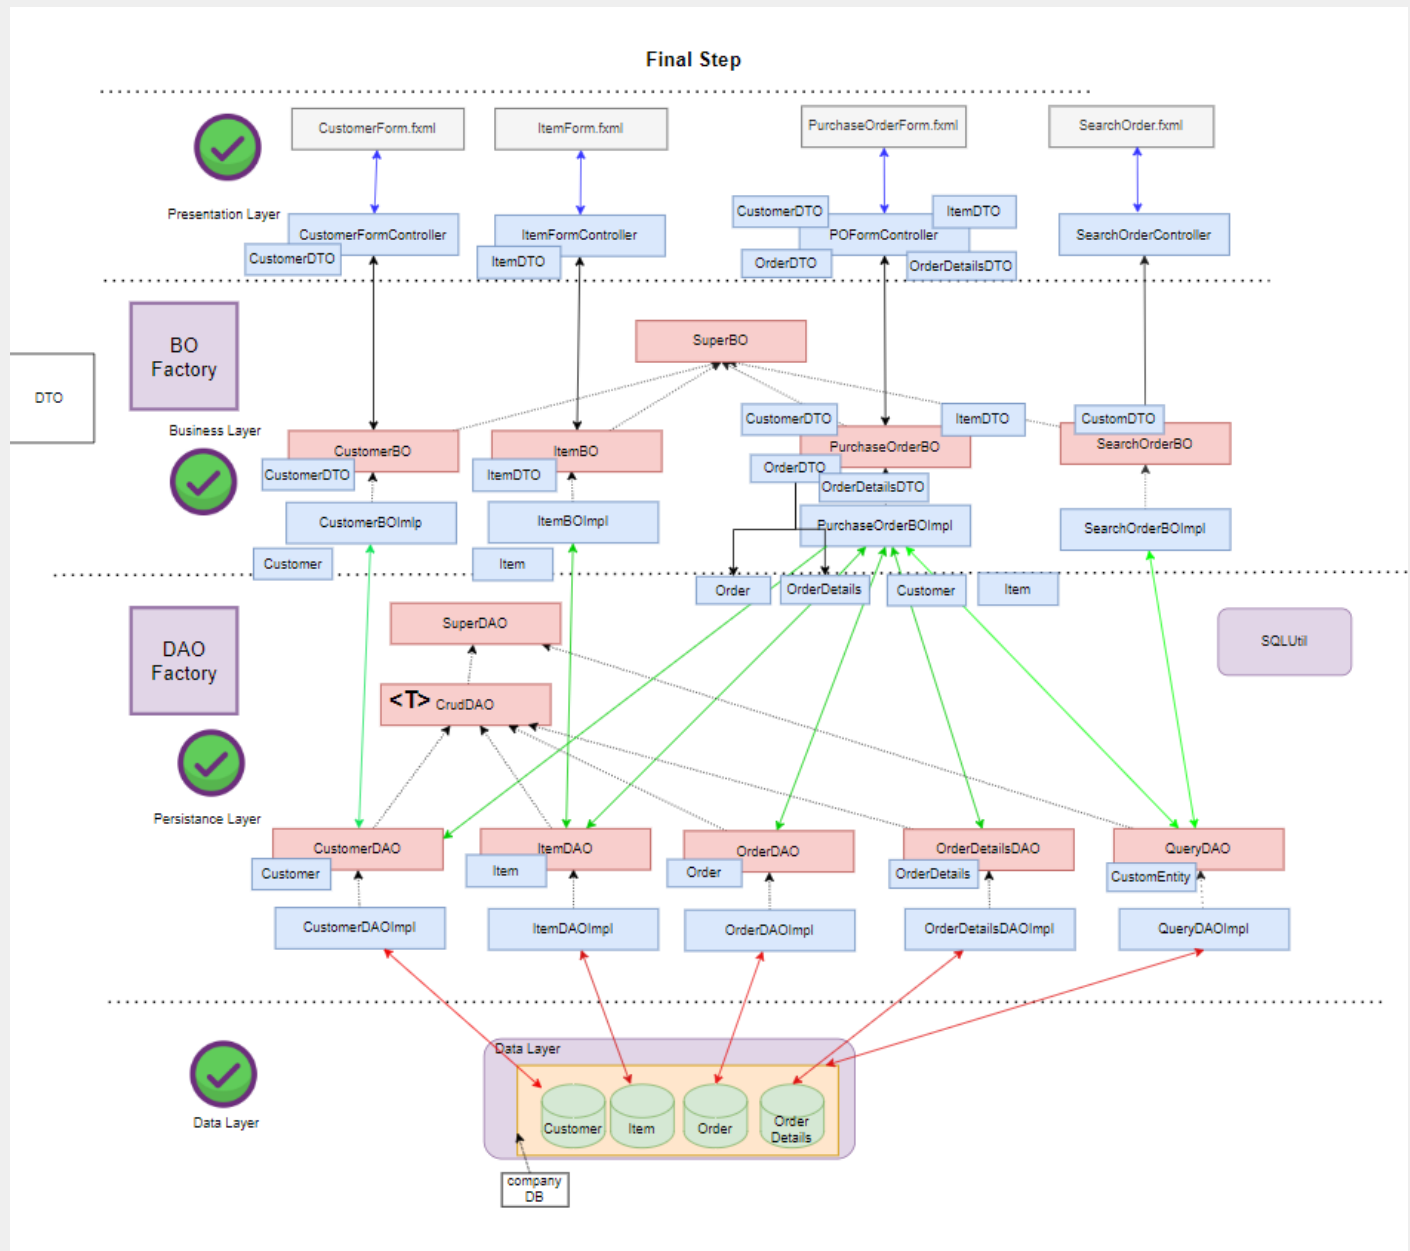 Final Step
CustomerForm.fxml
ItemForm.fxml
PurchaseOrderForm.fxml
SearchOrder.fxml
Presentation Layer
CustomerFormController
CustomerDTO
ItemFormController
ItemDTO
CustomerDTO
ItemDTO
POFormController
OrderDTO
OrderDetailsDTO
SearchOrderController
BO
Factory
DTO
SuperBO
Business Layer
CustomerBO
CustomerDTO
ItemBO
ItemDTO
CustomerDTO
ItemDTO
PurchaseOrderBO
OrderDTO
OrderDetailsDTO
CustomDTO
SearchOrderBO
CustomerBOImlp
ItemBOImpl
PurchaseOrderBOImpl
SearchOrderBOImpl
Customer
Item
Order
OrderDetails
Customer
Item
DAO
Factory
SuperDAO
SQLUtil
<T> CrudDAO
Persistance Layer
CustomerDAO
Customer
ItemDAO
Item
OrderDAO
Order
OrderDetailsDAO
OrderDetails
QueryDAO
CustomEntity
CustomerDAOImpl
ItemDAOImpl
OrderDAOImpl
OrderDetailsDAOImpl
QueryDAOImpl
Data Layer
Data Layer
Customer
Item
Order
Order
Details
company
DB